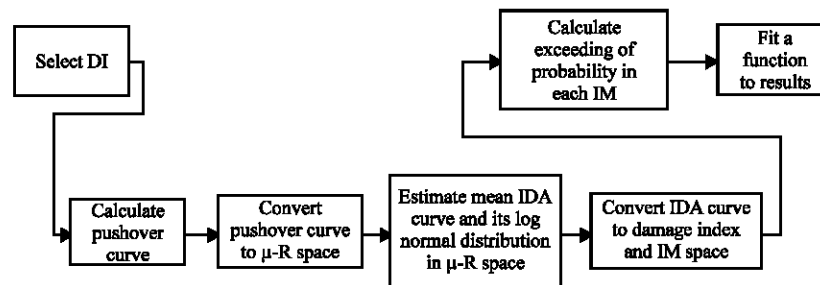 Select DI
Calculate
pushover
curve
Convert
pushover curve
to μ-R space
Estimate mean IDA
curve and its log
normal distribution
in μ-R space
Convert IDA curve
to damage index
and IM space
Calculate
exceeding of
probability in
each IM
Fit a
function
to results